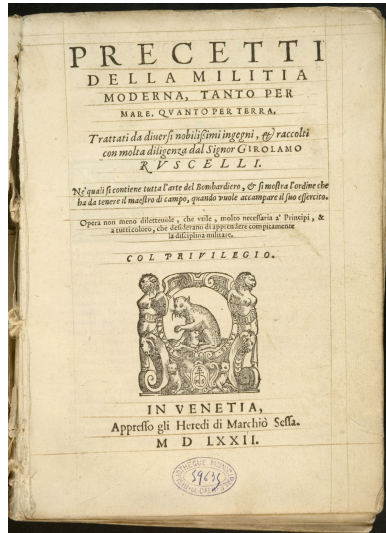 PRECETTI
DELLA MILITIA
MODERNA, TANTO PER
MARE, QVANTO PER TERRA.
Trattati da diuersi nobilißimi ingegni, & raccolti
con molta diligenza dal Signor GIROLAMO
RVSCELLI.
Ne' quali si contiene tutta l'arte del Bombardiero, & si mostra l'ordine che
ha da tenere il maestro di campo, quando vuole accampare il suo essercito.
Opera non meno diletteuole, che vtile, molto necessaria a' Principi, &
a tutti coloro, che desiderano di apprendere compitamente
la disciplina militare.
COL PRIVILEGIO.
IN VENETIA,
Appresso gli Heredi di Marchiò Sessa.
M D LXXII.
59635